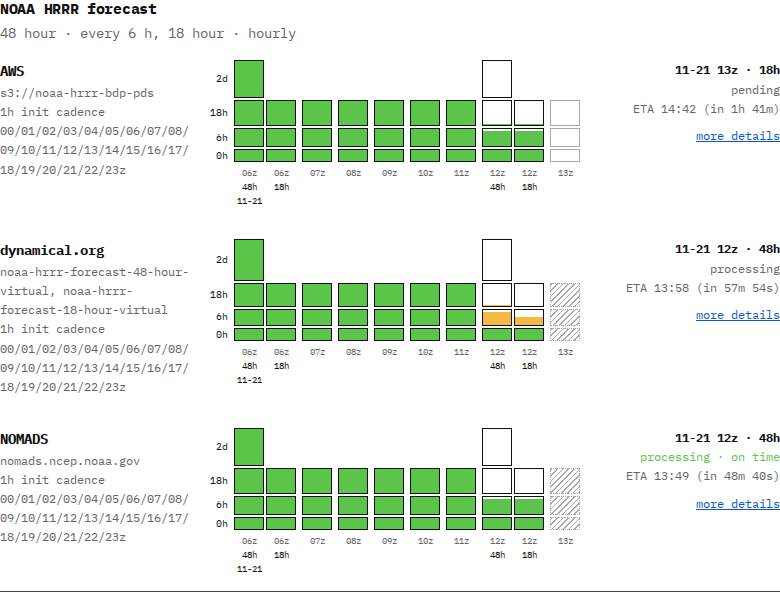 NOAA HRRR forecast
48 hour · every 6 h, 18 hour · hourly
AWS
s3://noaa-hrrr-bdp-pds
1h init cadence
00/01/02/03/04/05/06/07/08/
09/10/11/12/13/14/15/16/17/
18/19/20/21/22/23z
2d
18h
6h
0h
06z 06z 07z 08z 09z 10z 11z 12z 12z 13z
48h 18h 48h 18h
11-21
11-21 13z · 18h
pending
ETA 14:42 (in 1h 41m)
more details
dynamical.org
noaa-hrrr-forecast-48-hour-
virtual, noaa-hrrr-
forecast-18-hour-virtual
1h init cadence
00/01/02/03/04/05/06/07/08/
09/10/11/12/13/14/15/16/17/
18/19/20/21/22/23z
2d
18h
6h
0h
06z 06z 07z 08z 09z 10z 11z 12z 12z 13z
48h 18h 48h 18h
11-21
11-21 12z · 48h
processing
ETA 13:58 (in 57m 54s)
more details
NOMADS
nomads.ncep.noaa.gov
1h init cadence
00/01/02/03/04/05/06/07/08/
09/10/11/12/13/14/15/16/17/
18/19/20/21/22/23z
2d
18h
6h
0h
06z 06z 07z 08z 09z 10z 11z 12z 12z 13z
48h 18h 48h 18h
11-21
11-21 12z · 48h
processing · on time
ETA 13:49 (in 48m 40s)
more details